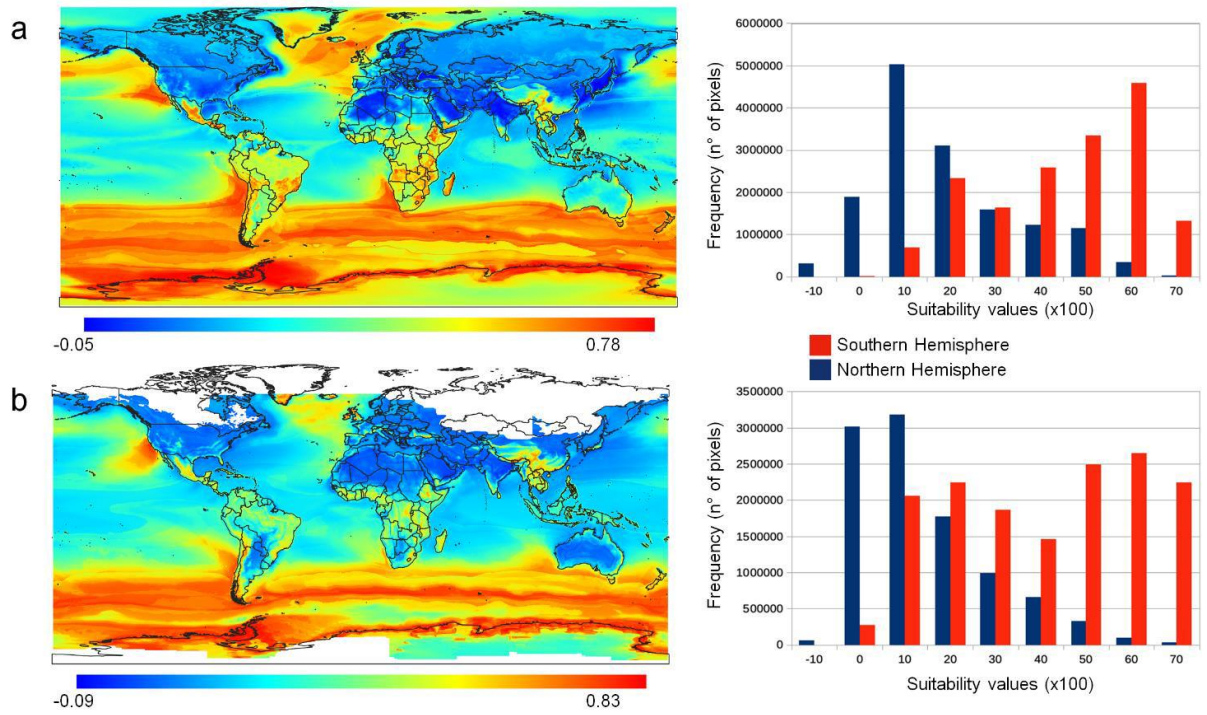 a
-0.05 0.78
6000000
5000000
4000000
3000000
2000000
1000000
0
Frequency (n° of pixels)
-10 0 10 20 30 40 50 60 70
Suitability values (x100)
Southern Hemisphere
Northern Hemisphere
b
-0.09 0.83
3500000
3000000
2500000
2000000
1500000
1000000
500000
0
Frequency (n° of pixels)
-10 0 10 20 30 40 50 60 70
Suitability values (x100)